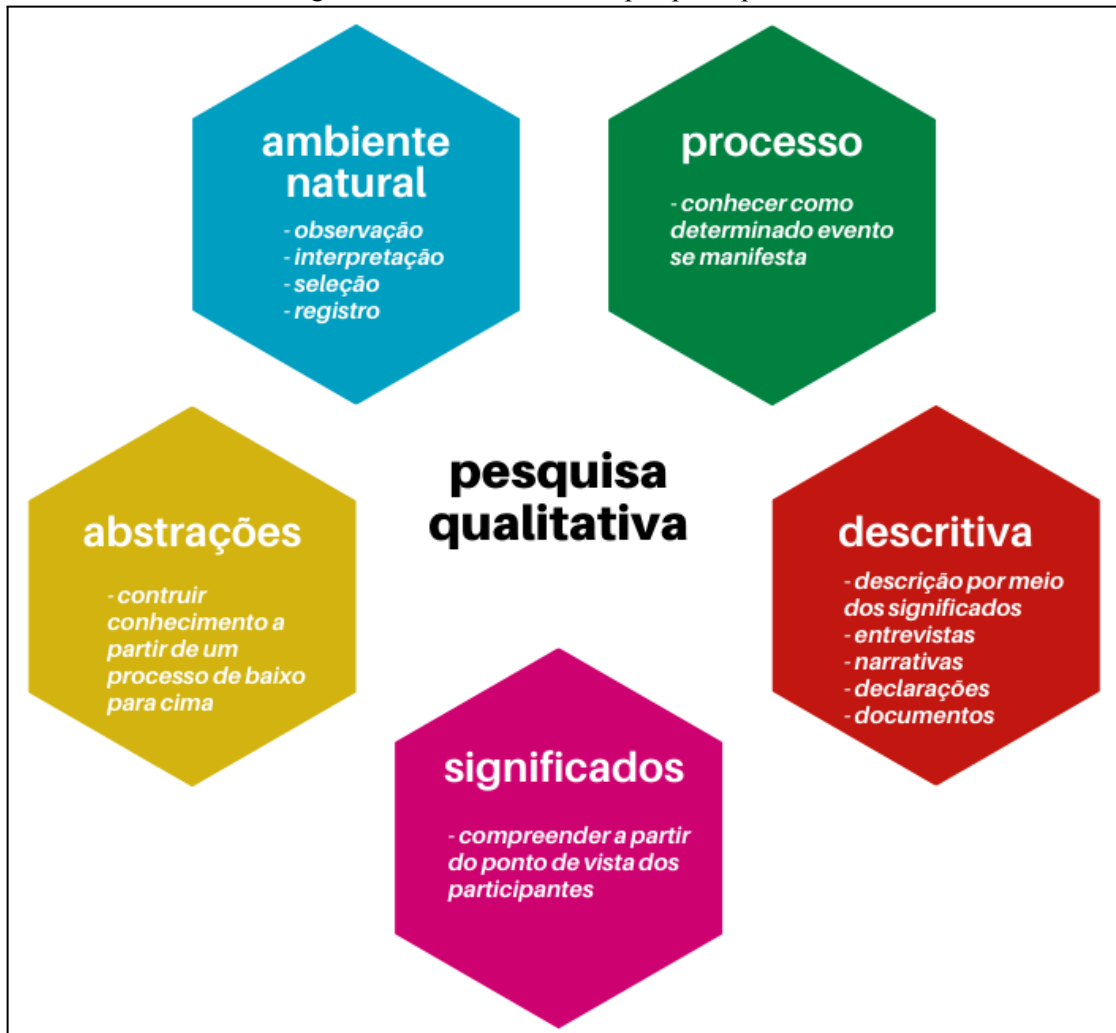 ambiente
natural
- observação
- interpretação
- seleção
- registro
processo
- conhecer como
determinado evento
se manifesta
pesquisa
qualitativa
abstrações
- contruir
conhecimento a
partir de um
processo de baixo
para cima
descritiva
- descrição por meio
dos significados
- entrevistas
- narrativas
- declarações
- documentos
significados
- compreender a partir
do ponto de vista dos
participantes